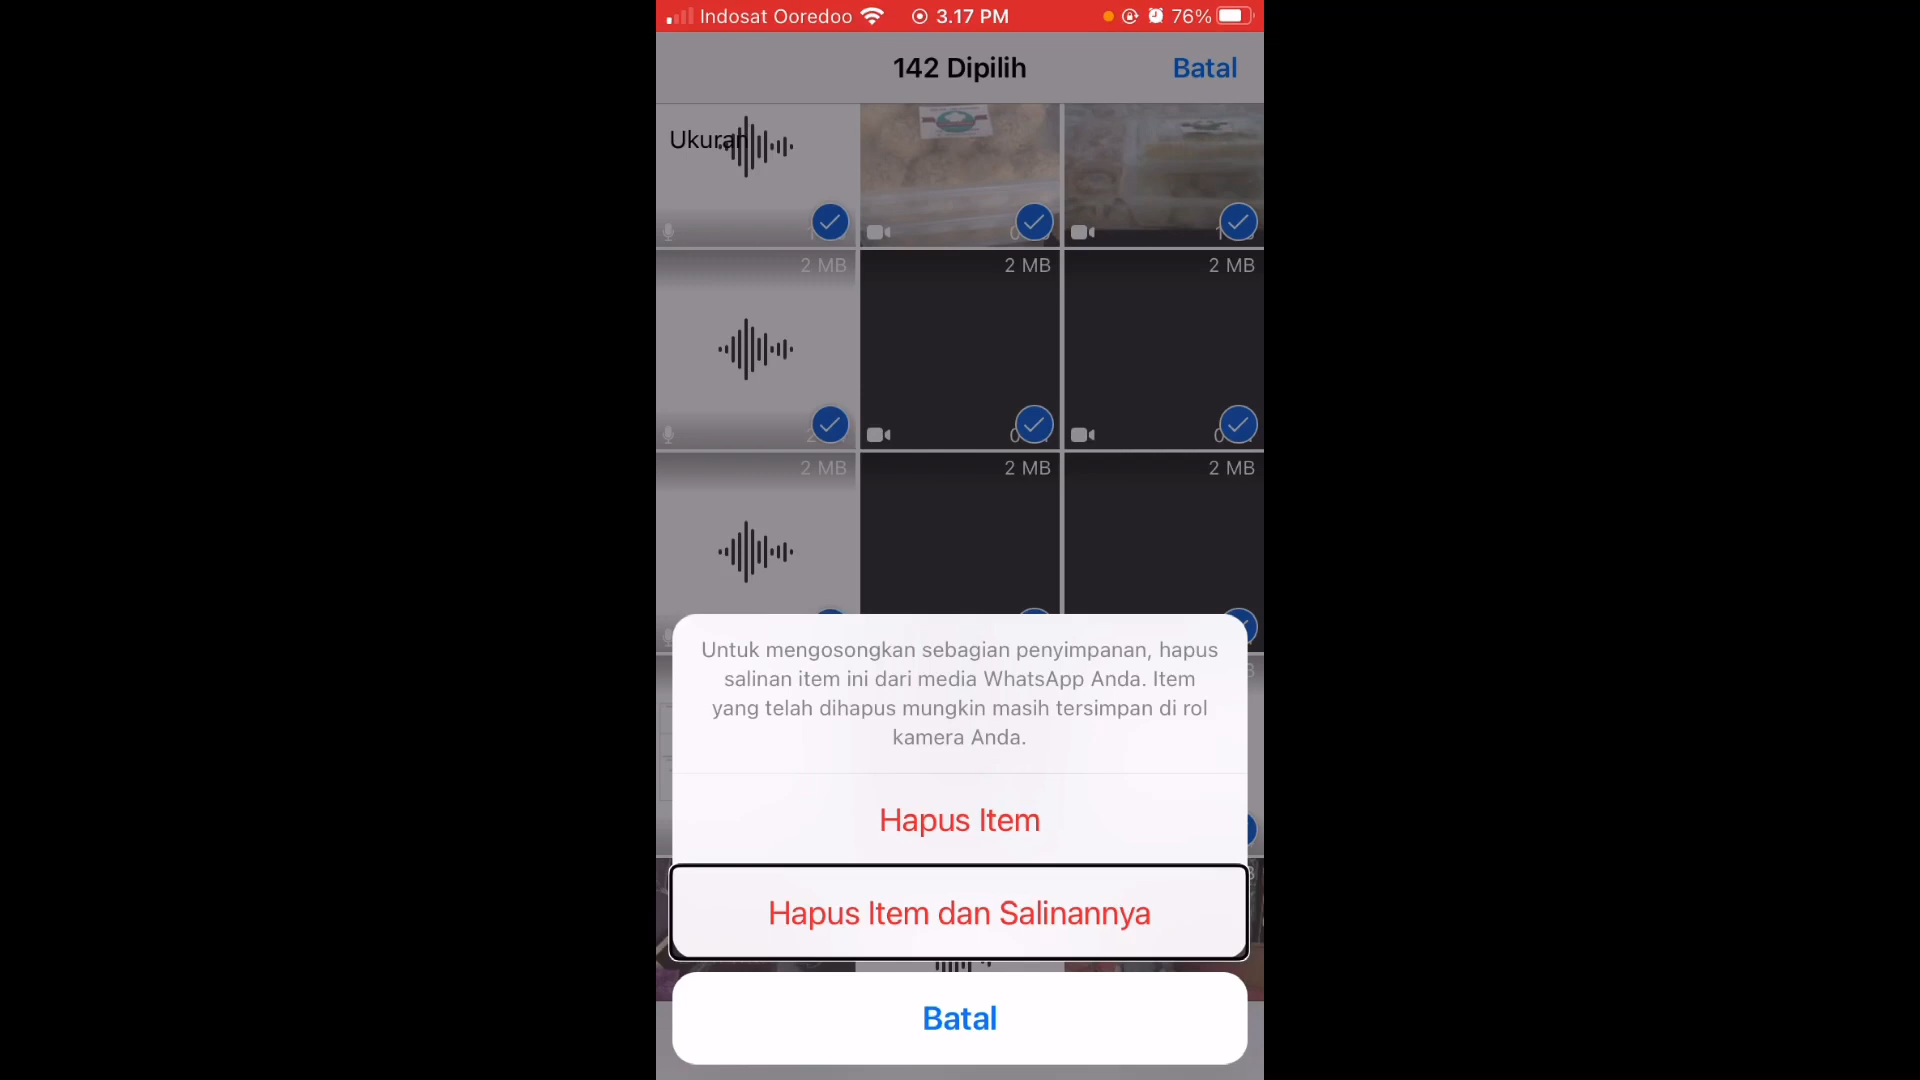 Indosat Ooredoo 3.17 PM 76%
142 Dipilih Batal
Ukuran
2 MB 2 MB 2 MB
2 MB 2 MB 2 MB
Untuk mengosongkan sebagian penyimpanan, hapus
salinan item ini dari media WhatsApp Anda. Item
yang telah dihapus mungkin masih tersimpan di rol
kamera Anda.
Hapus Item
Hapus Item dan Salinannya
Batal